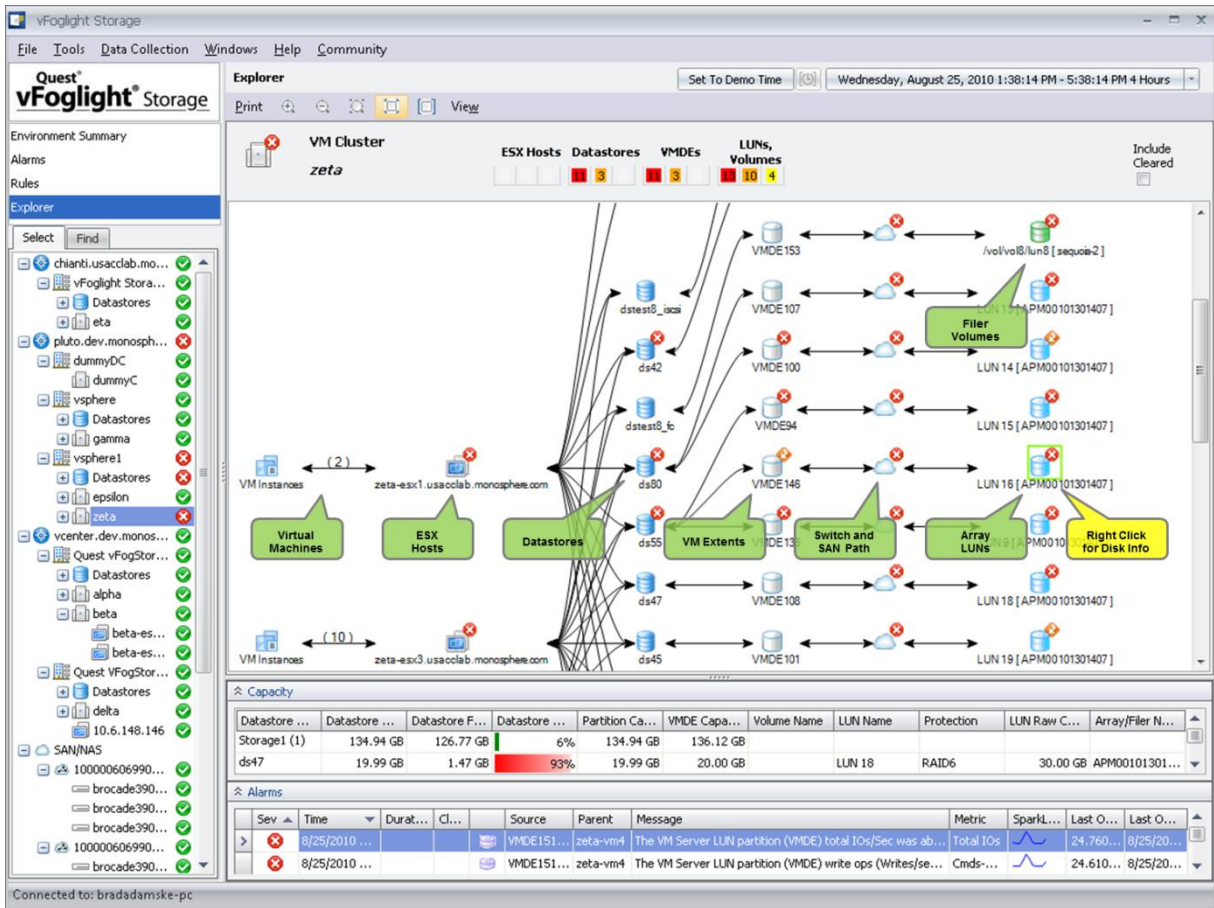 vFoglight Storage
File Tools Data Collection Windows Help Community
Quest®
vFoglight® Storage
Environment Summary
Alarms
Rules
Explorer
Select Find
chianti.usacclab.mo...
vFoglight Stora...
Datastores
eta
pluto.dev.monosph...
dummyDC
dummyC
vsphere
Datastores
gamma
vsphere1
Datastores
epsilon
zeta
vcenter.dev.monos...
Quest vFogStor...
Datastores
alpha
beta
beta-es...
beta-es...
Quest VFogStor...
Datastores
delta
10.6.148.146
SAN/NAS
100000606990...
brocade390...
brocade390...
brocade390...
100000606990...
brocade390...
Explorer
Set To Demo Time Wednesday, August 25, 2010 1:38:14 PM - 5:38:14 PM 4 Hours
Print View
VM Cluster
zeta
ESX Hosts Datastores VMDEs LUNs, Volumes
11 3 11 3 13 10 4
Include Cleared
VMDE153 /vol/vol8/lun8 [ sequoia-2 ]
dstest8_iscsi VMDE107 LUN 13 [ APM00101301407 ]
Filer Volumes
ds42 VMDE100 LUN 14 [ APM00101301407 ]
dstest8_fc VMDE94 LUN 15 [ APM00101301407 ]
(2)
VM Instances zeta-esx1.usacclab.monosphere.com ds80 VMDE146 LUN 16 [ APM00101301407 ]
Virtual Machines
ESX Hosts
Datastores
VM Extents
Switch and SAN Path
Array LUNs
Right Click for Disk Info
ds55
ds47 VMDE108 LUN 18 [ APM00101301407 ]
(10)
VM Instances zeta-esx3.usacclab.monosphere.com ds45 VMDE101 LUN 19 [ APM00101301407 ]
Capacity
Datastore ... Datastore ... Datastore F... Datastore ... Partition Ca... VMDE Capa... Volume Name LUN Name Protection LUN Raw C... Array/Filer N...
Storage1 (1) 134.94 GB 126.77 GB 6% 134.94 GB 136.12 GB
ds47 19.99 GB 1.47 GB 93% 19.99 GB 20.00 GB LUN 18 RAID6 30.00 GB APM00101301...
Alarms
Sev Time Durat... Cl... Source Parent Message Metric SparkL... Last O... Last O...
8/25/2010 ... VMDE151... zeta-vm4 The VM Server LUN partition (VMDE) total IOs/Sec was ab... Total IOs 24.760... 8/25/20...
8/25/2010 ... VMDE151... zeta-vm4 The VM Server LUN partition (VMDE) write ops (Writes/se... Cmds-... 24.610... 8/25/20...
Connected to: bradadamske-pc